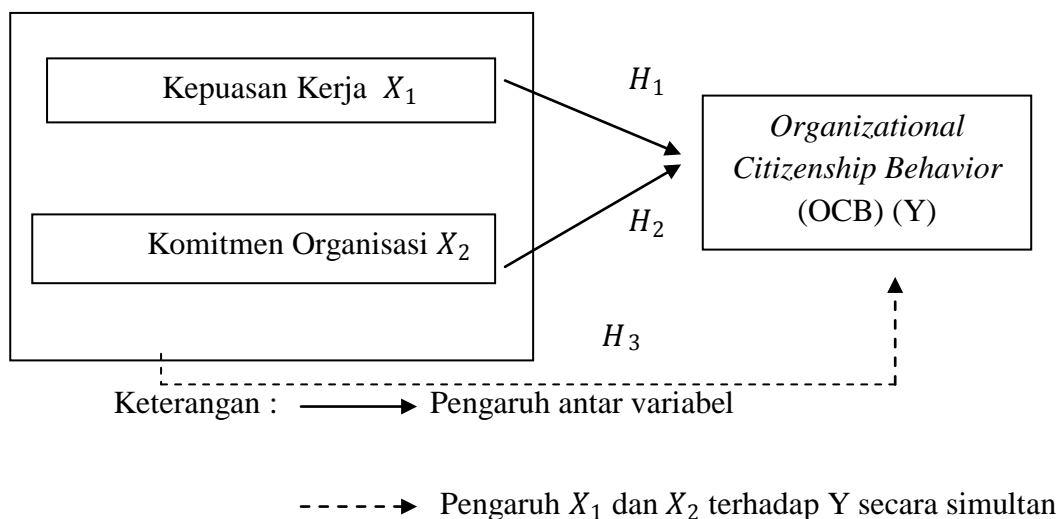 Kepuasan Kerja X₁
H₁
Organizational
Citizenship Behavior
(OCB) (Y)
Komitmen Organisasi X₂
H₂
H₃
Keterangan : Pengaruh antar variabel
Pengaruh X₁ dan X₂ terhadap Y secara simultan